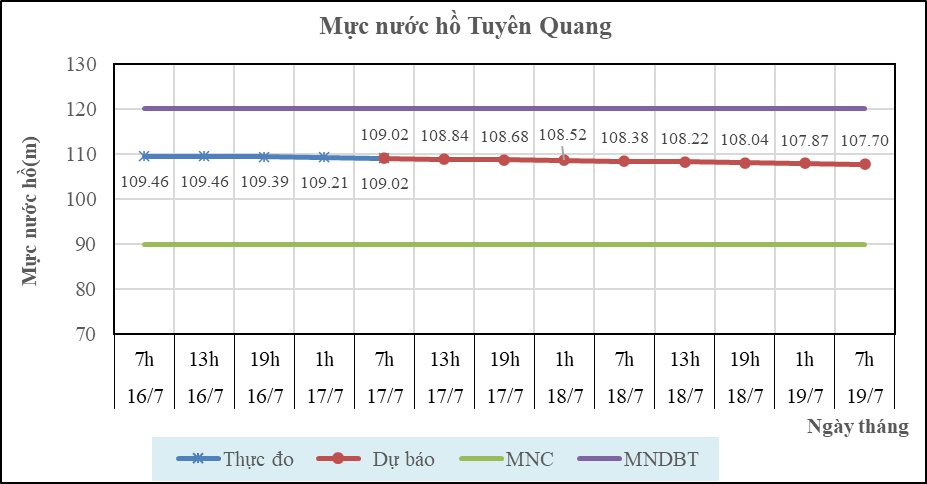 Mực nước hồ Tuyên Quang
Mực nước hồ(m)
130
120
110
100
90
80
70
109.02 108.84 108.68 108.52 108.38 108.22 108.04 107.87 107.70
109.46 109.46 109.39 109.21 109.02
7h 13h 19h 1h 7h 13h 19h 1h 7h 13h 19h 1h 7h
16/7 16/7 16/7 17/7 17/7 17/7 17/7 18/7 18/7 18/7 18/7 19/7 19/7
Ngày tháng
Thực đo Dự báo MNC MNDBT